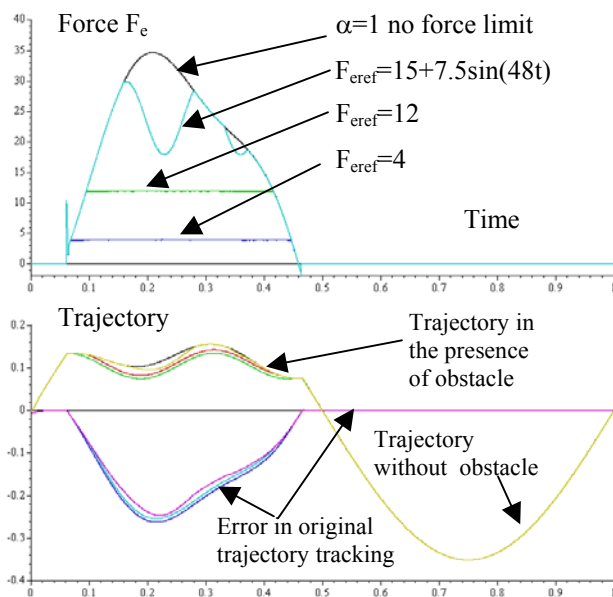 Force Fₑ
α=1 no force limit
Fₑᵣₑf=15+7.5sin(48t)
Fₑᵣₑf=12
Fₑᵣₑf=4
Time
40
35
30
25
20
15
10
5
0
0 0.1 0.2 0.3 0.4 0.5 0.6 0.7 0.8 0.9
Trajectory
Trajectory in
the presence
of obstacle
Trajectory
without obstacle
Error in original
trajectory tracking
0.2
0.1
0
-0.1
-0.2
-0.3
-0.4
0 0.1 0.2 0.3 0.4 0.5 0.6 0.7 0.8 0.9